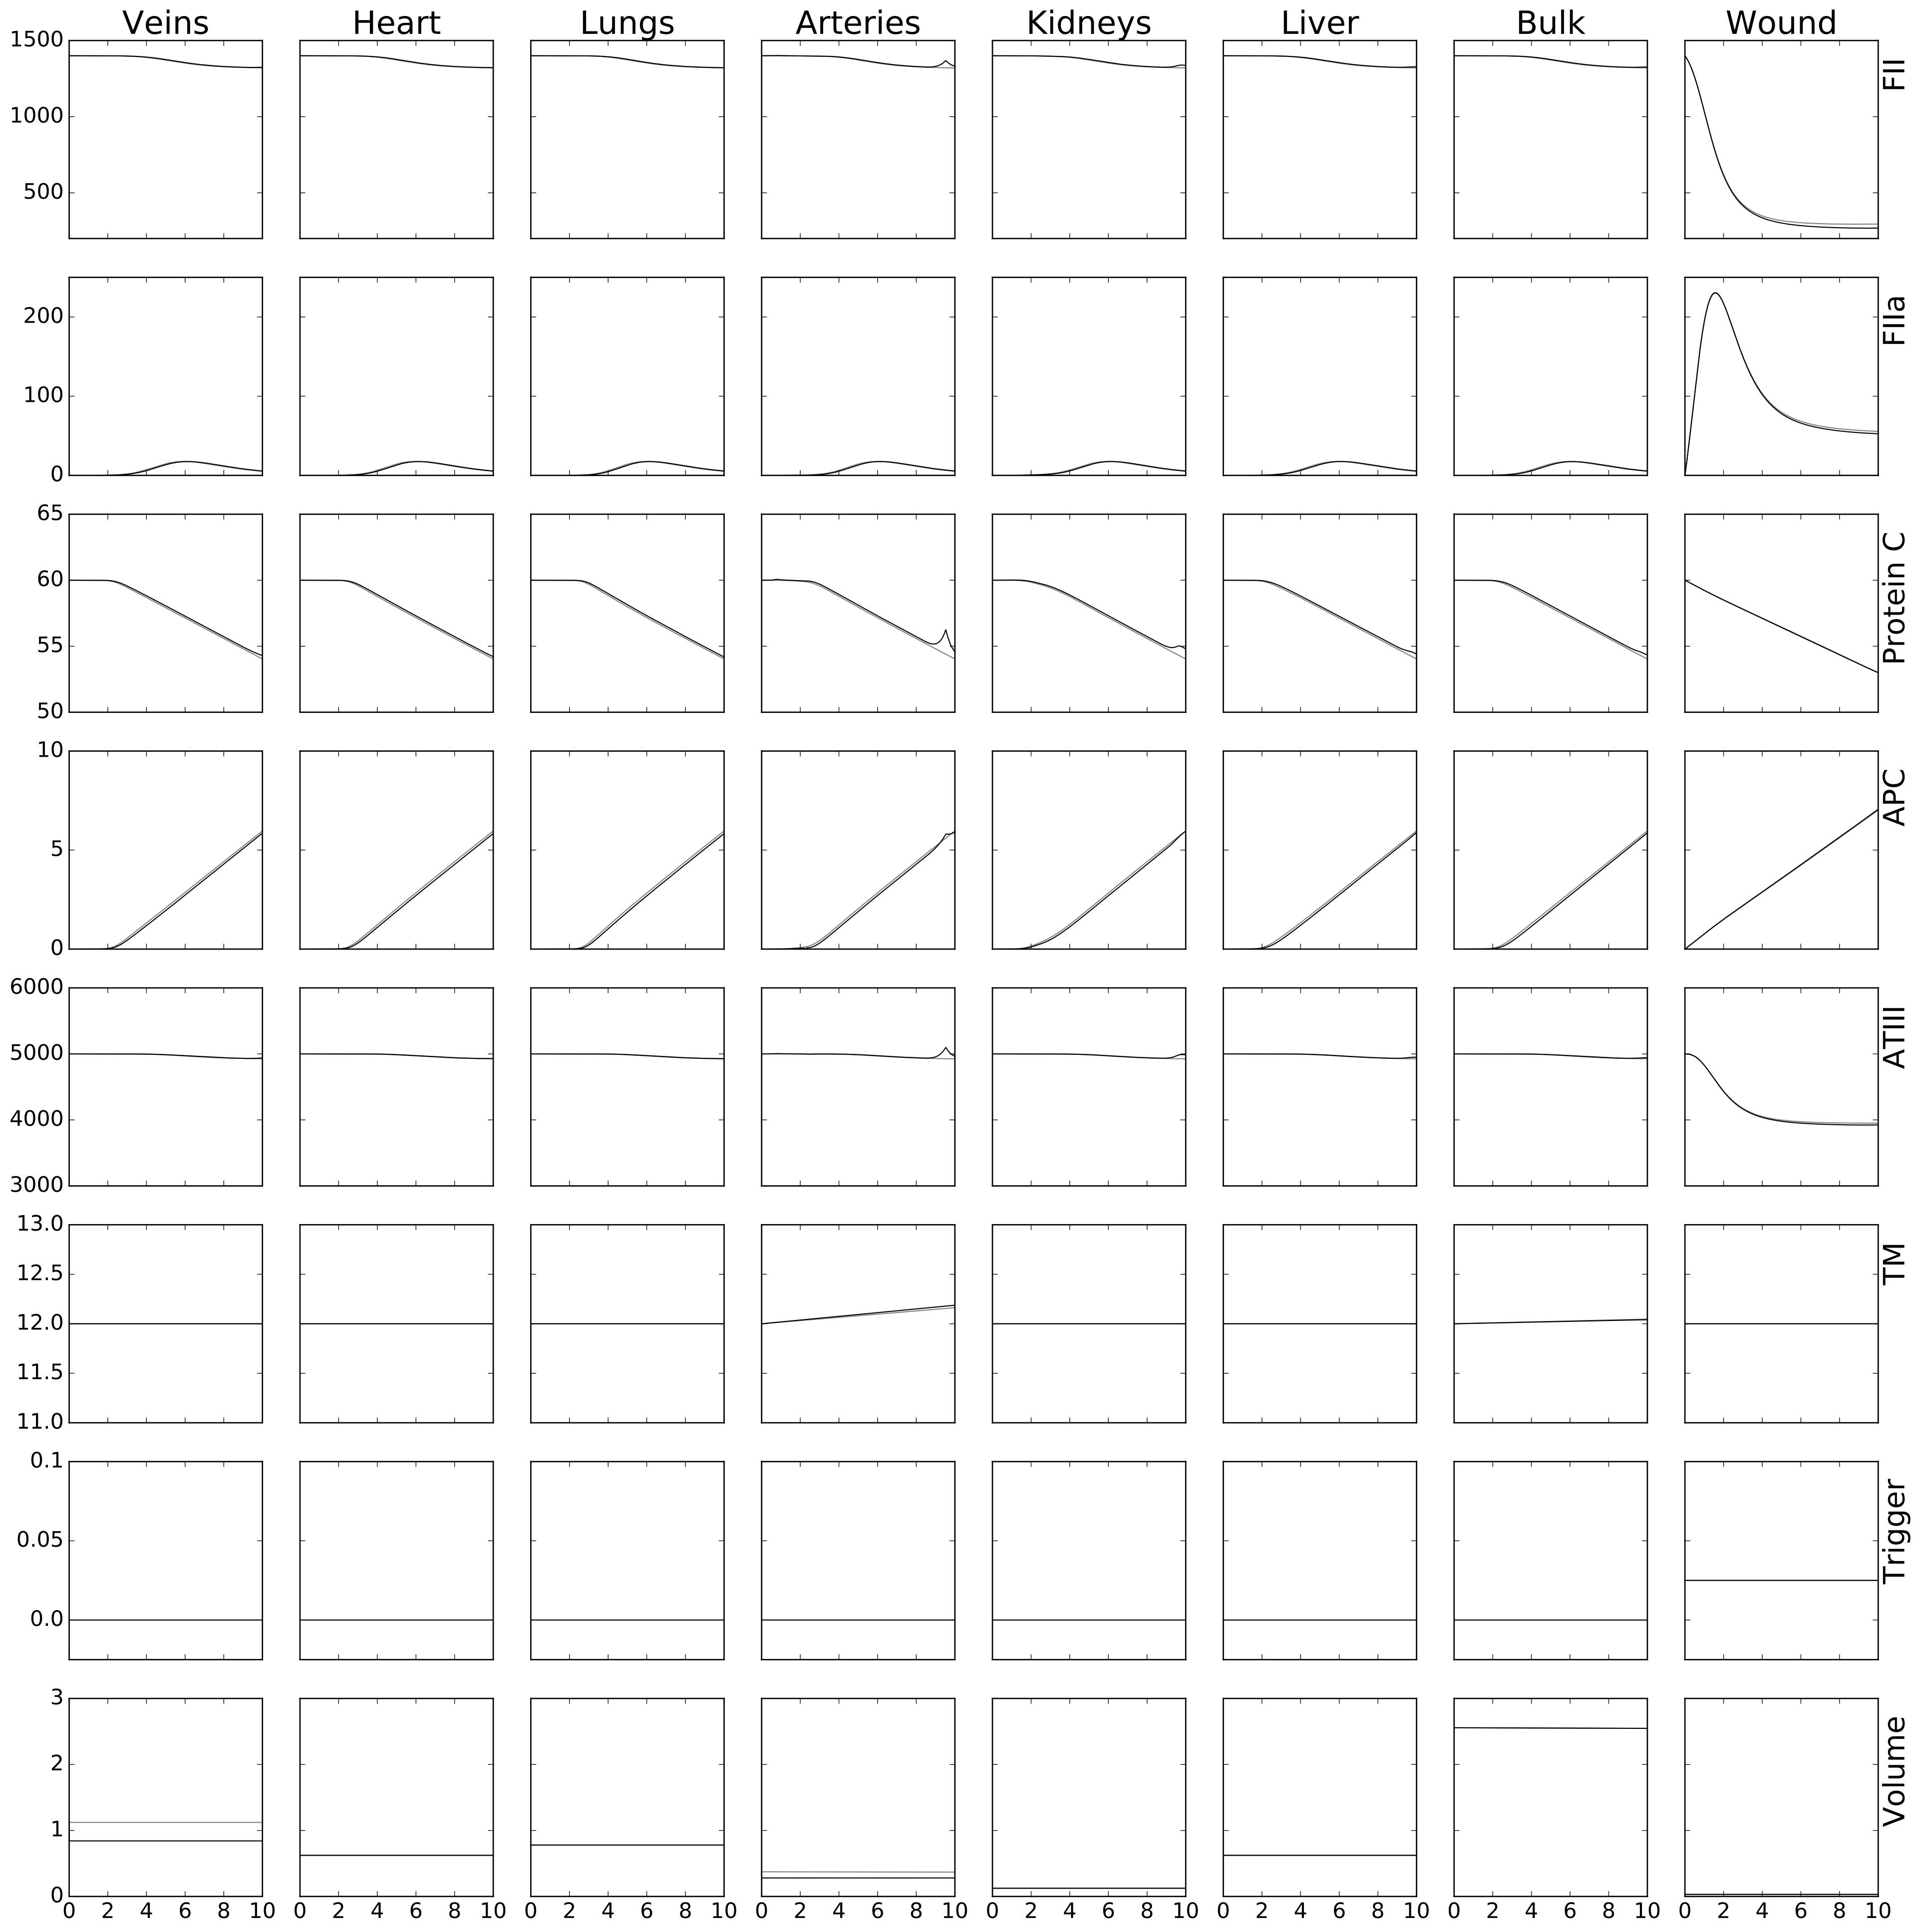 Veins Heart Lungs Arteries Kidneys Liver Bulk Wound
1500
1000
500
FII
200
100
0
FIIa
65
60
55
50
Protein C
10
5
0
APC
6000
5000
4000
3000
ATIII
13.0
12.5
12.0
11.5
11.0
TM
0.1
0.05
0.0
Trigger
3
2
1
0
Volume
0 2 4 6 8 10 0 2 4 6 8 10 0 2 4 6 8 10 0 2 4 6 8 10 0 2 4 6 8 10 0 2 4 6 8 10 0 2 4 6 8 10 0 2 4 6 8 10